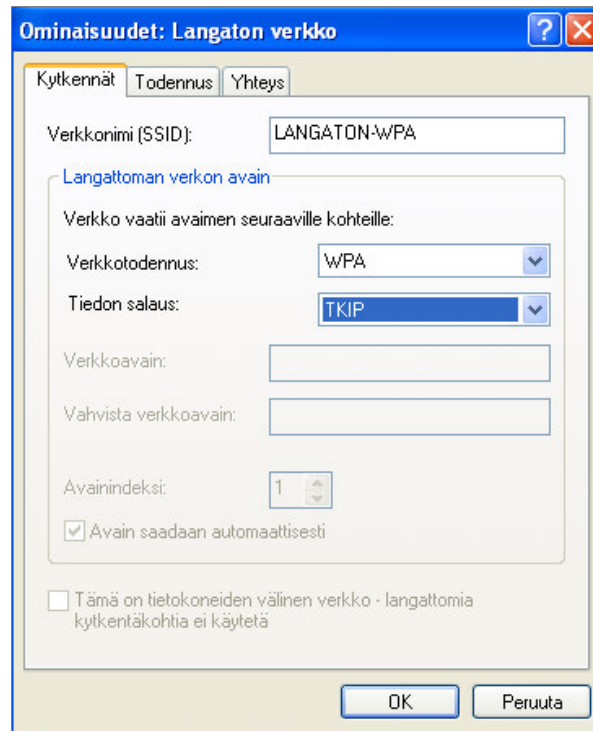 Ominaisuudet: Langaton verkko
Kytkennät Todennus Yhteys
Verkkonimi (SSID): LANGATON-WPA
Langattoman verkon avain
Verkko vaatii avaimen seuraaville kohteille:
Verkkotodennus: WPA
Tiedon salaus: TKIP
Verkkoavain:
Vahvista verkkoavain:
Avainindeksi: 1
Avain saadaan automaattisesti
Tämä on tietokoneiden välinen verkko - langattomia
kytkentäkohtia ei käytetä
OK Peruuta